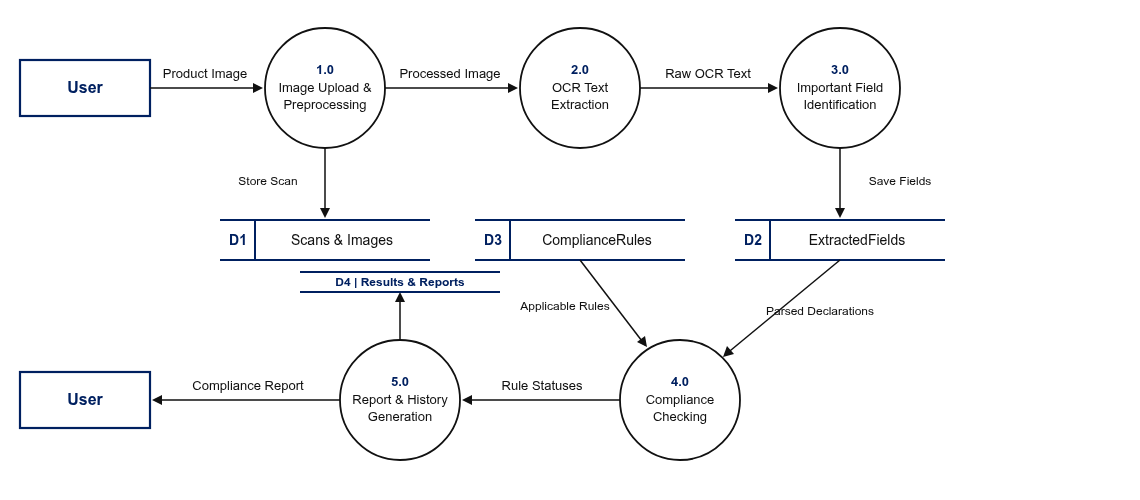 User
Product Image
1.0
Image Upload &
Preprocessing
Processed Image
2.0
OCR Text
Extraction
Raw OCR Text
3.0
Important Field
Identification
Store Scan
Save Fields
D1
Scans & Images
D3
ComplianceRules
D2
ExtractedFields
D4 | Results & Reports
Applicable Rules
Parsed Declarations
User
Compliance Report
5.0
Report & History
Generation
Rule Statuses
4.0
Compliance
Checking